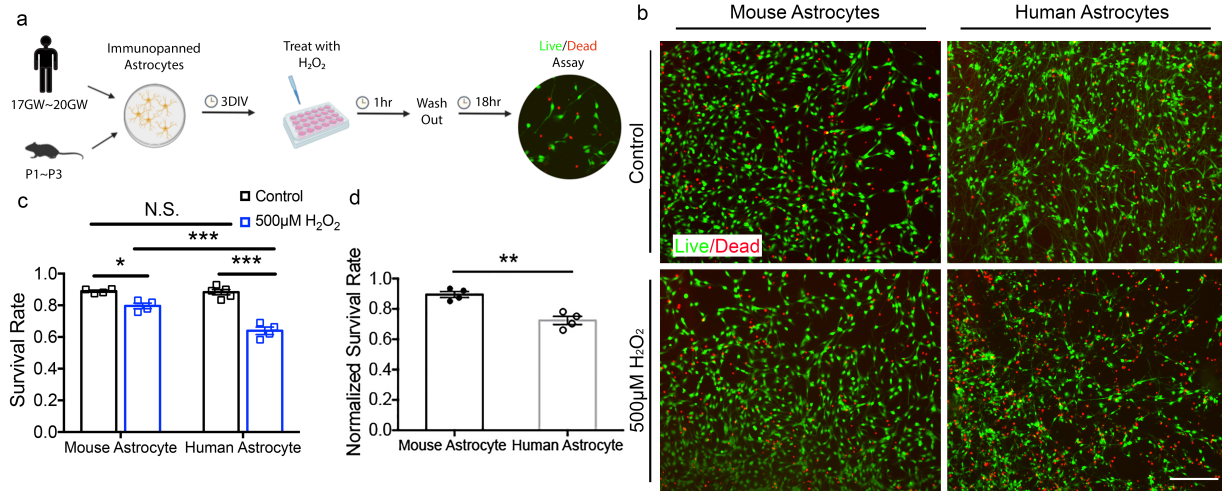 a
17GW~20GW
P1~P3
Immunopanned
Astrocytes
3DIV
Treat with
H₂O₂
1hr
Wash
Out
18hr
Live/Dead
Assay
b
Mouse Astrocytes
Human Astrocytes
Control
500μM H₂O₂
Live/Dead
c
Control
500μM H₂O₂
N.S.
***
*
***
Survival Rate
1.0
0.8
0.6
0.4
0.2
0.0
Mouse Astrocyte
Human Astrocyte
d
**
Normalized Survival Rate
1.0
0.8
0.6
0.4
0.2
0.0
Mouse Astrocyte
Human Astrocyte